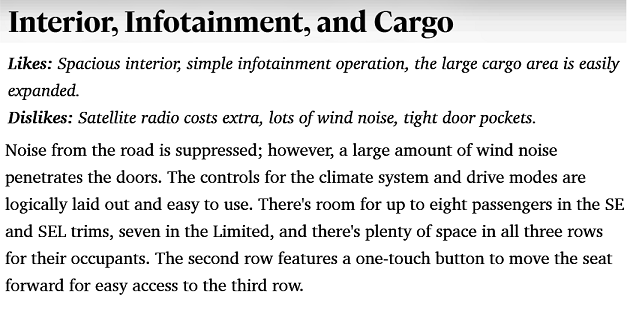 Interior, Infotainment, and Cargo
Likes: Spacious interior, simple infotainment operation, the large cargo area is easily
expanded.
Dislikes: Satellite radio costs extra, lots of wind noise, tight door pockets.
Noise from the road is suppressed; however, a large amount of wind noise
penetrates the doors. The controls for the climate system and drive modes are
logically laid out and easy to use. There's room for up to eight passengers in the SE
and SEL trims, seven in the Limited, and there's plenty of space in all three rows
for their occupants. The second row features a one-touch button to move the seat
forward for easy access to the third row.